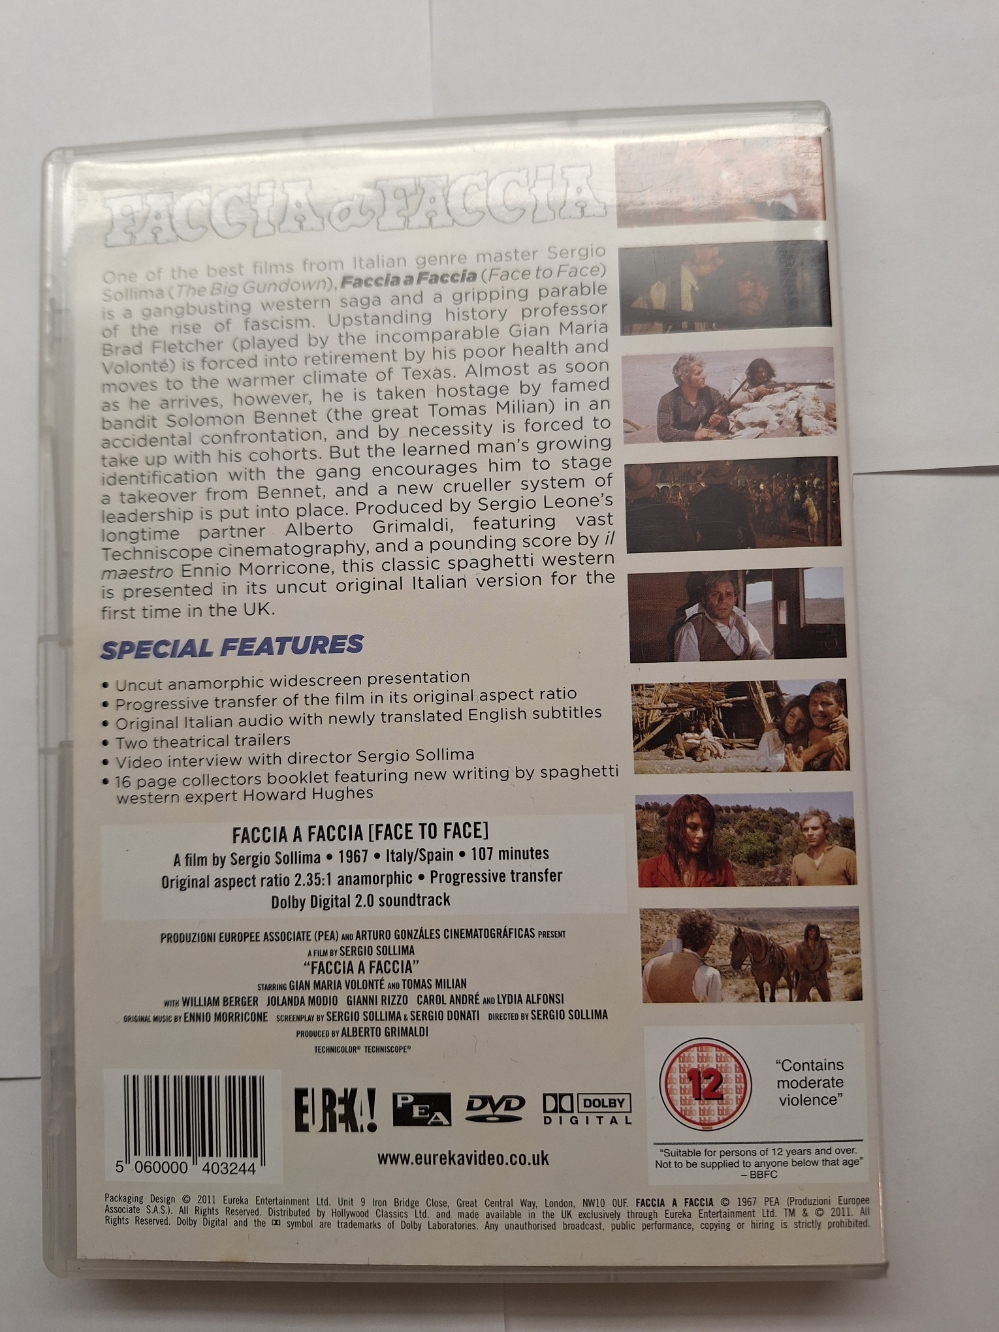 FACCIA a FACCIA
One of the best films from Italian genre master Sergio
Sollima (The Big Gundown), Faccia a Faccia (Face to Face)
is a gangbusting western saga and a gripping parable
of the rise of fascism. Upstanding history professor
Brad Fletcher (played by the incomparable Gian Maria
Volonté) is forced into retirement by his poor health and
moves to the warmer climate of Texas. Almost as soon
as he arrives, however, he is taken hostage by famed
bandit Solomon Bennet (the great Tomas Milian) in an
accidental confrontation, and by necessity is forced to
take up with his cohorts. But the learned man's growing
identification with the gang encourages him to stage
a takeover from Bennet, and a new crueller system of
leadership is put into place. Produced by Sergio Leone's
longtime partner Alberto Grimaldi, featuring vast
Techniscope cinematography, and a pounding score by il
maestro Ennio Morricone, this classic spaghetti western
is presented in its uncut original Italian version for the
first time in the UK.
SPECIAL FEATURES
• Uncut anamorphic widescreen presentation
• Progressive transfer of the film in its original aspect ratio
• Original Italian audio with newly translated English subtitles
• Two theatrical trailers
• Video interview with director Sergio Sollima
• 16 page collectors booklet featuring new writing by spaghetti
western expert Howard Hughes
FACCIA A FACCIA [FACE TO FACE]
A film by Sergio Sollima • 1967 • Italy/Spain • 107 minutes
Original aspect ratio 2.35:1 anamorphic • Progressive transfer
Dolby Digital 2.0 soundtrack
PRODUZIONI EUROPEE ASSOCIATE (PEA) AND ARTURO GONZÁLES CINEMATOGRÁFICAS PRESENT
A FILM BY SERGIO SOLLIMA
"FACCIA A FACCIA"
STARRING GIAN MARIA VOLONTÉ AND TOMAS MILIAN
WITH WILLIAM BERGER JOLANDA MODIO GIANNI RIZZO CAROL ANDRÉ AND LYDIA ALFONSI
ORIGINAL MUSIC BY ENNIO MORRICONE SCREENPLAY BY SERGIO SOLLIMA & SERGIO DONATI DIRECTED BY SERGIO SOLLIMA
PRODUCED BY ALBERTO GRIMALDI
TECHNICOLOR® TECHNISCOPE®
5 060000 403244
EUREKA!
PEA
DVD
DOLBY
DIGITAL
www.eurekavideo.co.uk
12
"Contains
moderate
violence"
"Suitable for persons of 12 years and over.
Not to be supplied to anyone below that age"
– BBFC
Packaging Design © 2011 Eureka Entertainment Ltd. Unit 9 Iron Bridge Close, Great Central Way, London, NW10 0UF. FACCIA A FACCIA © 1967 PEA (Produzioni Europee
Associate S.A.S.). All Rights Reserved. Distributed by Hollywood Classics Ltd. and made available in the UK exclusively through Eureka Entertainment Ltd. TM & © 2011. All
Rights Reserved. Dolby Digital and the symbol are trademarks of Dolby Laboratories. Any unauthorised broadcast, public performance, copying or hiring is strictly prohibited.